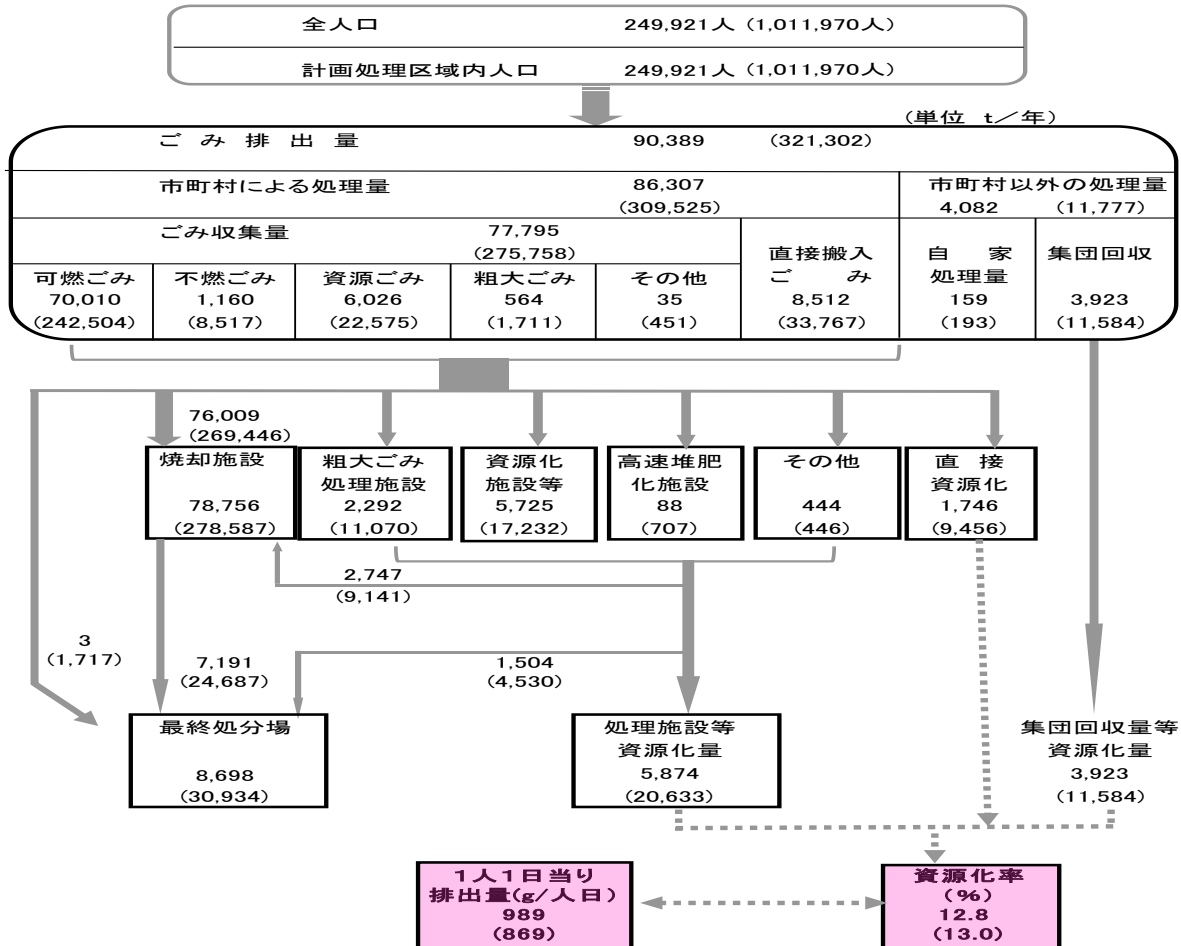 全人口 249,921人 (1,011,970人)
計画処理区域内人口 249,921人 (1,011,970人)
(単位 t/年)
ごみ排出量 90,389 (321,302)
市町村による処理量 86,307
(309,525)
市町村以外の処理量
4,082 (11,777)
ごみ収集量 77,795
(275,758)
可燃ごみ
70,010
(242,504)
不燃ごみ
1,160
(8,517)
資源ごみ
6,026
(22,575)
粗大ごみ
564
(1,711)
その他
35
(451)
直接搬入
ごみ
8,512
(33,767)
自家
処理量
159
(193)
集団回収
3,923
(11,584)
76,009
(269,446)
焼却施設
78,756
(278,587)
粗大ごみ
処理施設
2,292
(11,070)
資源化
施設等
5,725
(17,232)
高速堆肥
化施設
88
(707)
その他
444
(446)
直接
資源化
1,746
(9,456)
2,747
(9,141)
3
(1,717)
7,191
(24,687)
1,504
(4,530)
最終処分場
8,698
(30,934)
処理施設等
資源化量
5,874
(20,633)
集団回収量等
資源化量
3,923
(11,584)
1人1日当り
排出量(g/人日)
989
(869)
資源化率
(%)
12.8
(13.0)